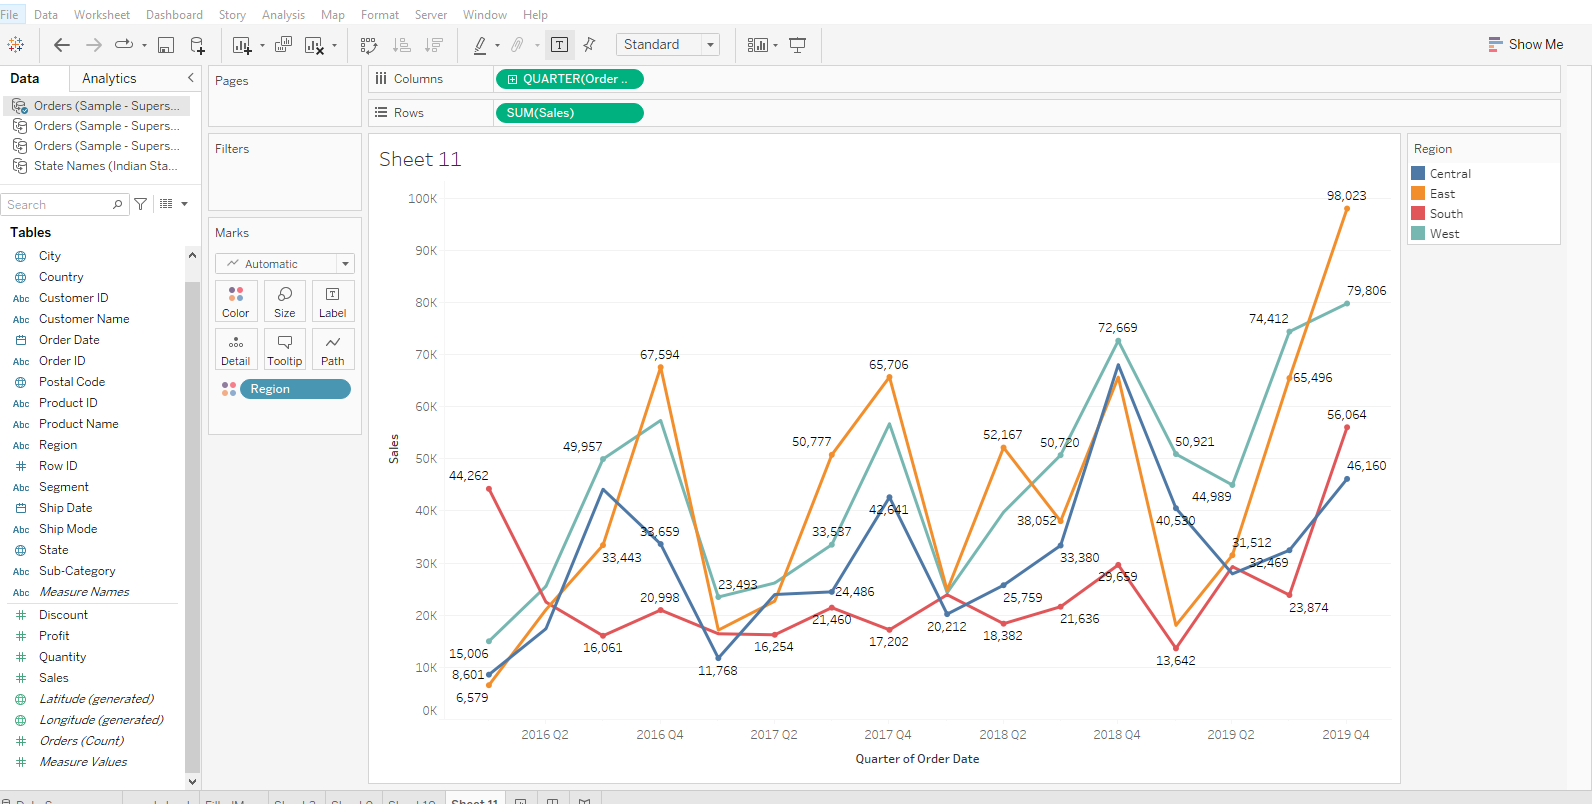 File Data Worksheet Dashboard Story Analysis Map Format Server Window Help
Standard
Show Me
Data Analytics
Orders (Sample - Supers...
Orders (Sample - Supers...
Orders (Sample - Supers...
State Names (Indian Sta...
Search
Tables
City
Country
Abc Customer ID
Abc Customer Name
Order Date
Abc Order ID
Postal Code
Abc Product ID
Abc Product Name
Abc Region
# Row ID
Abc Segment
Ship Date
Abc Ship Mode
State
Abc Sub-Category
Abc Measure Names
# Discount
# Profit
# Quantity
# Sales
Latitude (generated)
Longitude (generated)
# Orders (Count)
# Measure Values
Pages
Filters
Marks
Automatic
Color Size Label
Detail Tooltip Path
Region
Columns QUARTER(Order ..
Rows SUM(Sales)
Sheet 11
Sales
100K
90K
80K
70K
60K
50K
40K
30K
20K
10K
0K
98,023
79,806
74,412
72,669
67,594
65,706
65,496
56,064
52,167
50,777
50,720
50,921
49,957
46,160
44,262
44,989
42,641
40,530
38,052
33,659
33,537
33,443
33,380
31,512
32,469
29,659
23,493
24,486
25,759
23,874
20,998
21,460
20,212
21,636
18,382
17,202
16,061
16,254
15,006
13,642
11,768
8,601
6,579
2016 Q2 2016 Q4 2017 Q2 2017 Q4 2018 Q2 2018 Q4 2019 Q2 2019 Q4
Quarter of Order Date
Region
Central
East
South
West
Sheet 11